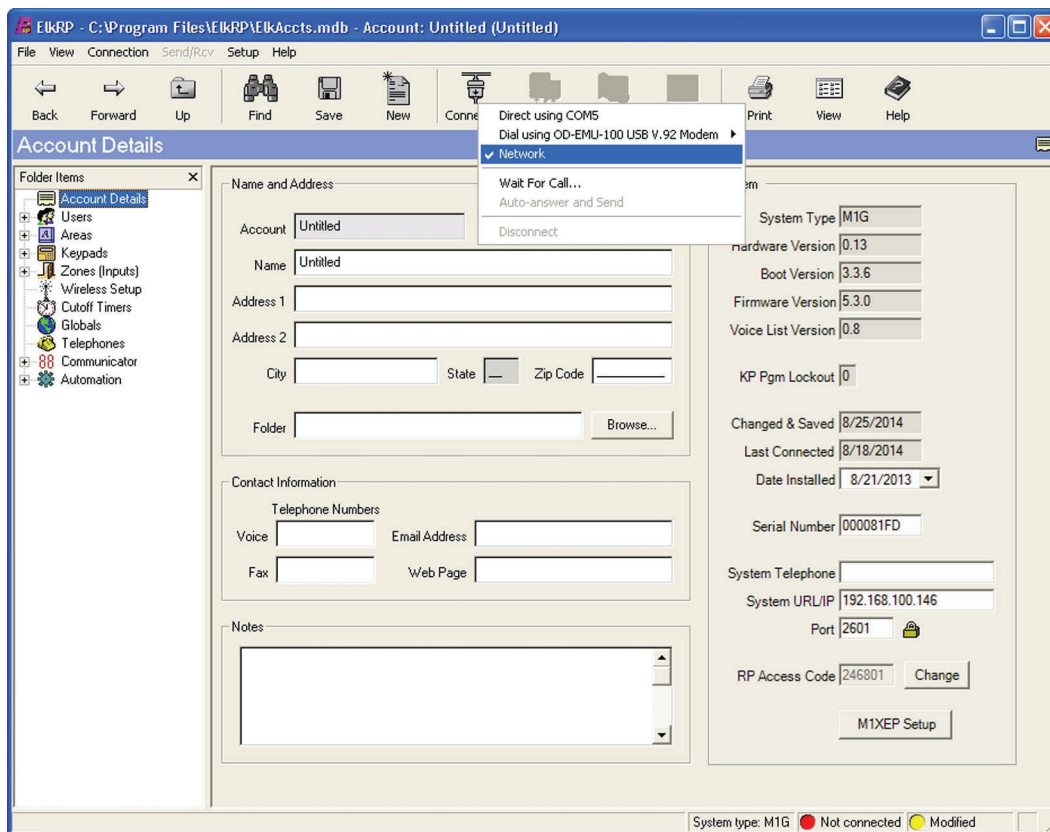 ElkRP - C:\Program Files\ElkRP\ElkAccts.mdb - Account: Untitled (Untitled)
File View Connection Send/Rcv Setup Help
Back Forward Up Find Save New Print View Help
Direct using COM5
Dial using OD-EMU-100 USB V.92 Modem
Network
Wait For Call...
Auto-answer and Send
Disconnect
Account Details
Folder Items
Account Details
Users
Areas
Keypads
Zones (Inputs)
Wireless Setup
Cutoff Timers
Globals
Telephones
88 Communicator
Automation
Name and Address
Account Untitled
Name Untitled
Address 1
Address 2
City State Zip Code
Folder Browse...
Contact Information
Telephone Numbers
Voice Email Address
Fax Web Page
Notes
System Type M1G
Hardware Version 0.13
Boot Version 3.3.6
Firmware Version 5.3.0
Voice List Version 0.8
KP Pgm Lockout 0
Changed & Saved 8/25/2014
Last Connected 8/18/2014
Date Installed 8/21/2013
Serial Number 000081FD
System Telephone
System URL/IP 192.168.100.146
Port 2601
RP Access Code 246801 Change
M1XEP Setup
System type: M1G Not connected Modified